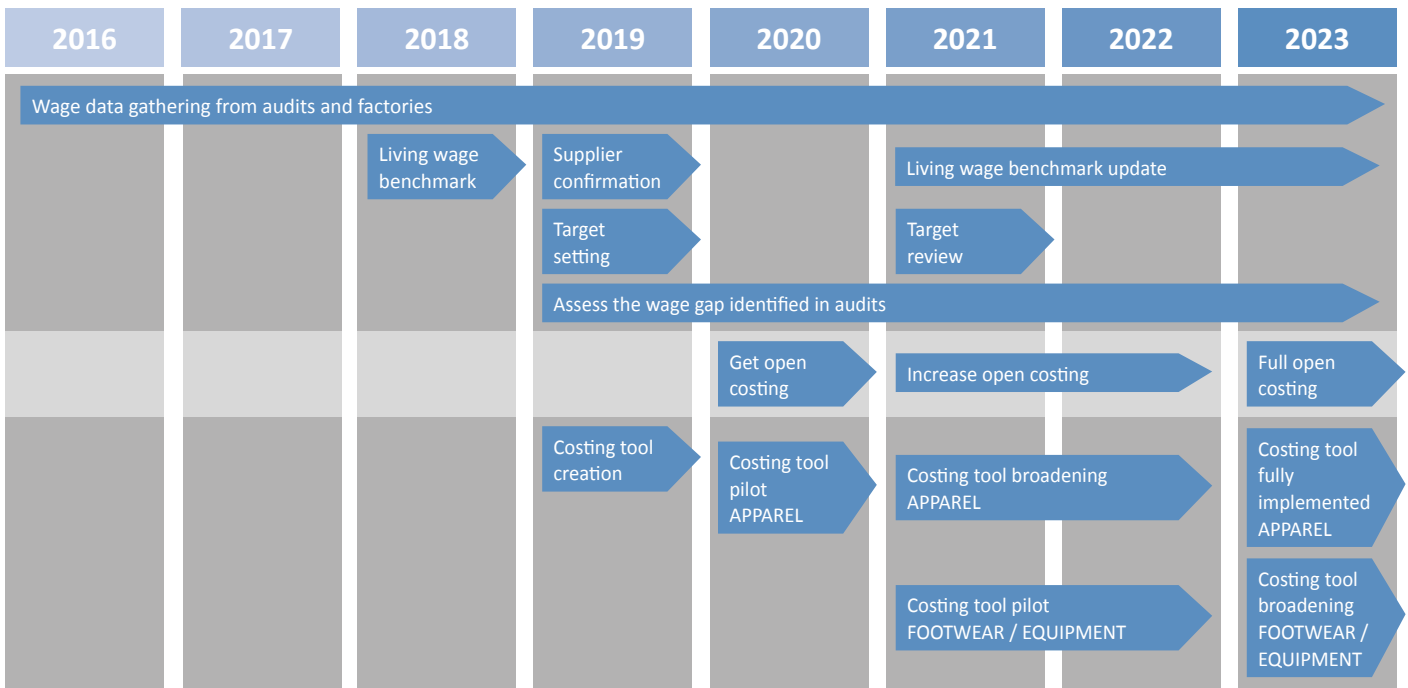 2016
2017
2018
2019
2020
2021
2022
2023
Wage data gathering from audits and factories
Living wage
benchmark
Supplier
confirmation
Living wage benchmark update
Target
setting
Target
review
Assess the wage gap identified in audits
Get open
costing
Increase open costing
Full open
costing
Costing tool
creation
Costing tool
pilot
APPAREL
Costing tool broadening
APPAREL
Costing tool
fully
implemented
APPAREL
Costing tool pilot
FOOTWEAR / EQUIPMENT
Costing tool
broadening
FOOTWEAR /
EQUIPMENT